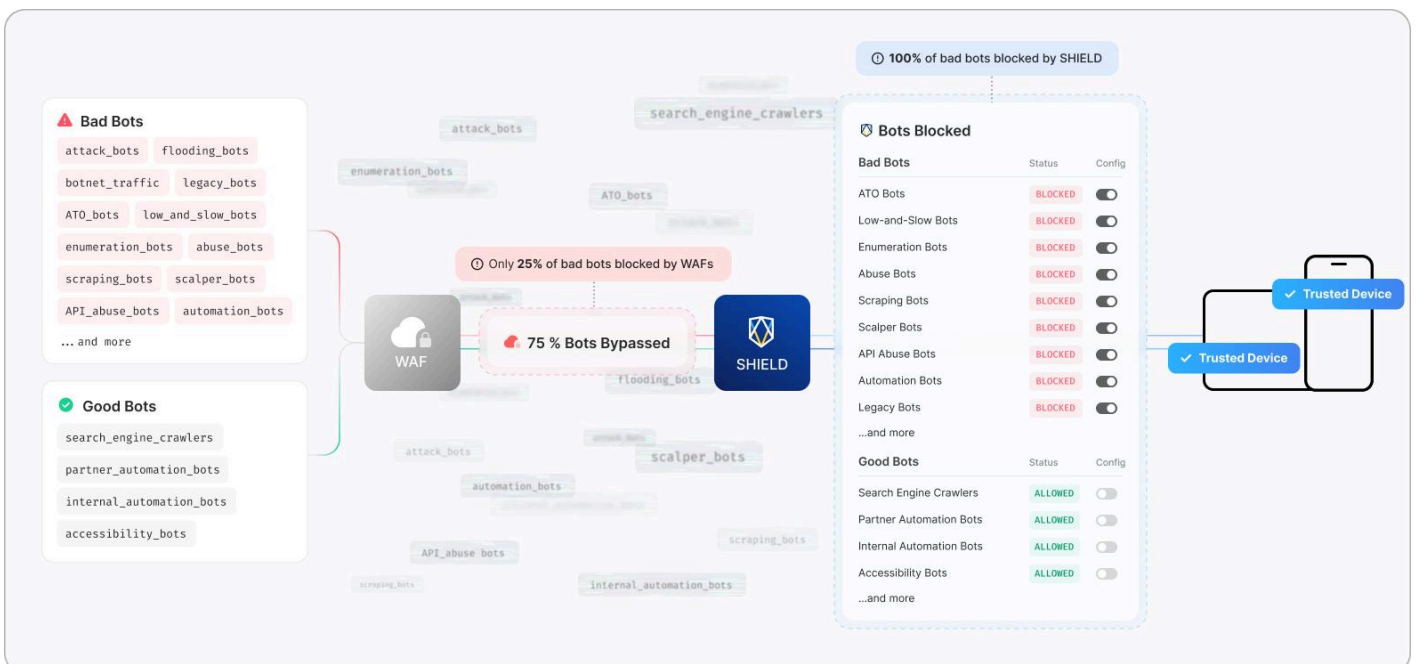 100% of bad bots blocked by SHIELD
Bad Bots
attack_bots flooding_bots
botnet_traffic legacy_bots
ATO_bots low_and_slow_bots
enumeration_bots abuse_bots
scraping_bots scalper_bots
API_abuse_bots automation_bots
... and more
Good Bots
search_engine_crawlers
partner_automation_bots
internal_automation_bots
accessibility_bots
search_engine_crawlers
attack_bots
enumeration_bots
ATO_bots
Only 25% of bad bots blocked by WAFs
WAF
75 % Bots Bypassed
SHIELD
flooding_bots
attack_bots
scalper_bots
automation_bots
scraping_bots
API_abuse bots
scraping_bots
internal_automation_bots
Bots Blocked
Bad Bots Status Config
ATO Bots BLOCKED
Low-and-Slow Bots BLOCKED
Enumeration Bots BLOCKED
Abuse Bots BLOCKED
Scraping Bots BLOCKED
Scalper Bots BLOCKED
API Abuse Bots BLOCKED
Automation Bots BLOCKED
Legacy Bots BLOCKED
...and more
Good Bots Status Config
Search Engine Crawlers ALLOWED
Partner Automation Bots ALLOWED
Internal Automation Bots ALLOWED
Accessibility Bots ALLOWED
...and more
Trusted Device
Trusted Device